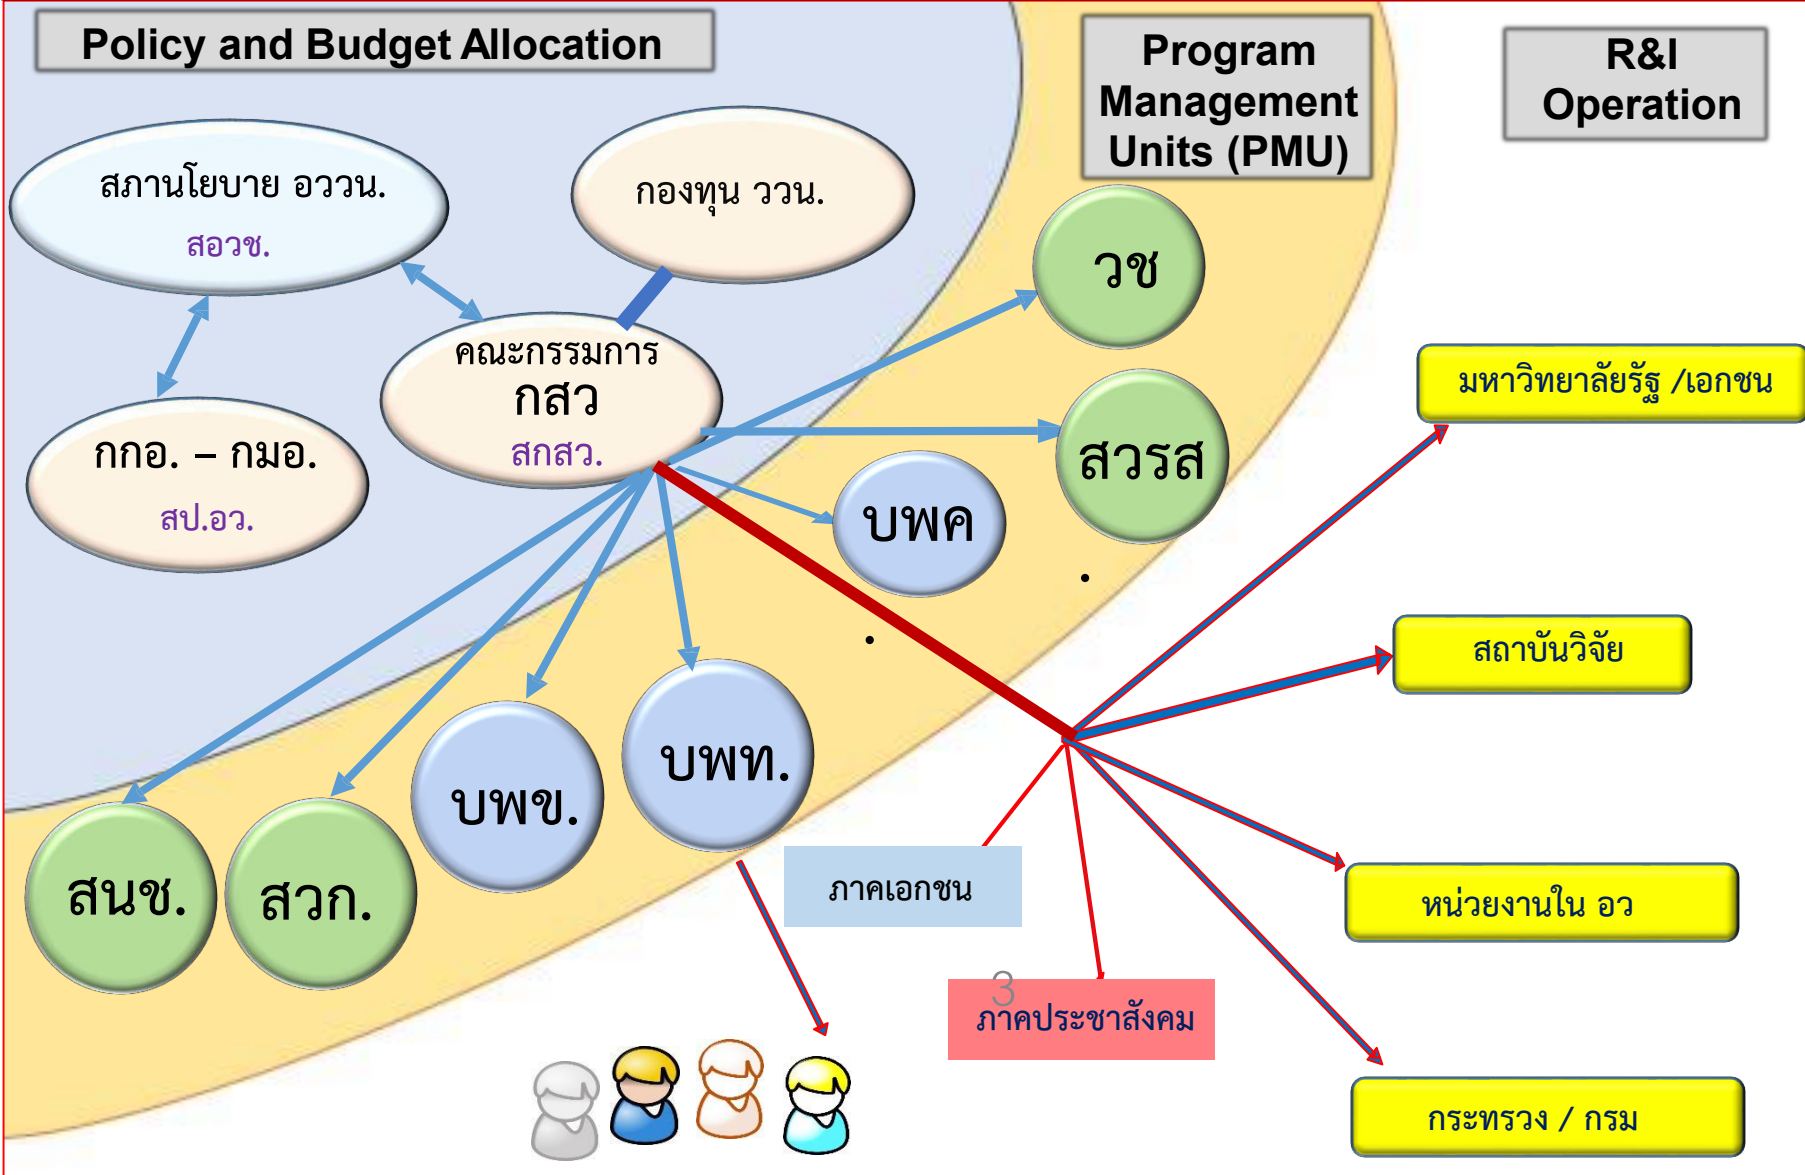 Policy and Budget Allocation
Program
Management
Units (PMU)
R&I
Operation
สภานโยบาย อววน.
สอวช.
กองทุน ววน.
คณะกรรมการ
กสว
สกสว.
กกอ. – กมอ.
สป.อว.
วช
สวรส
บพค
.
.
บพท.
บพข.
สวก.
สนช.
มหาวิทยาลัยรัฐ /เอกชน
สถาบันวิจัย
หน่วยงานใน อว
กระทรวง / กรม
ภาคเอกชน
3
ภาคประชาสังคม